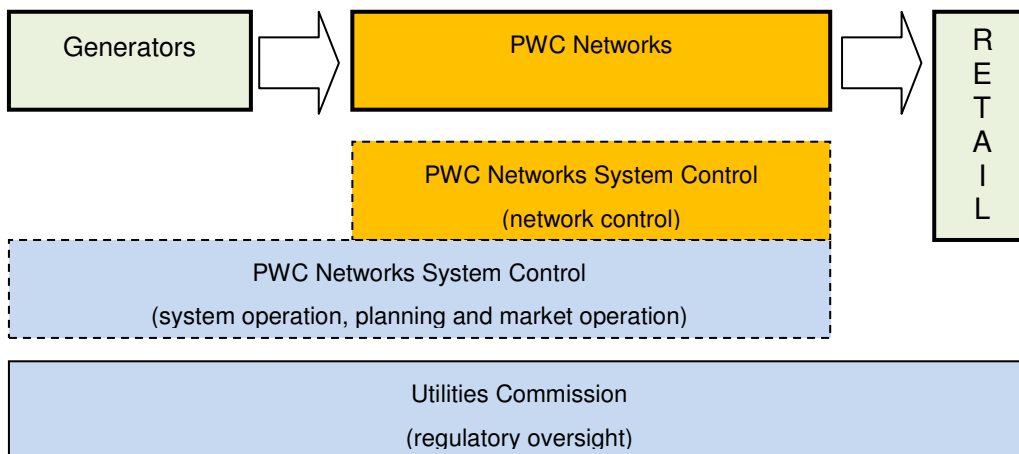 Generators
PWC Networks
R
E
T
A
I
L
PWC Networks System Control
(network control)
PWC Networks System Control
(system operation, planning and market operation)
Utilities Commission
(regulatory oversight)